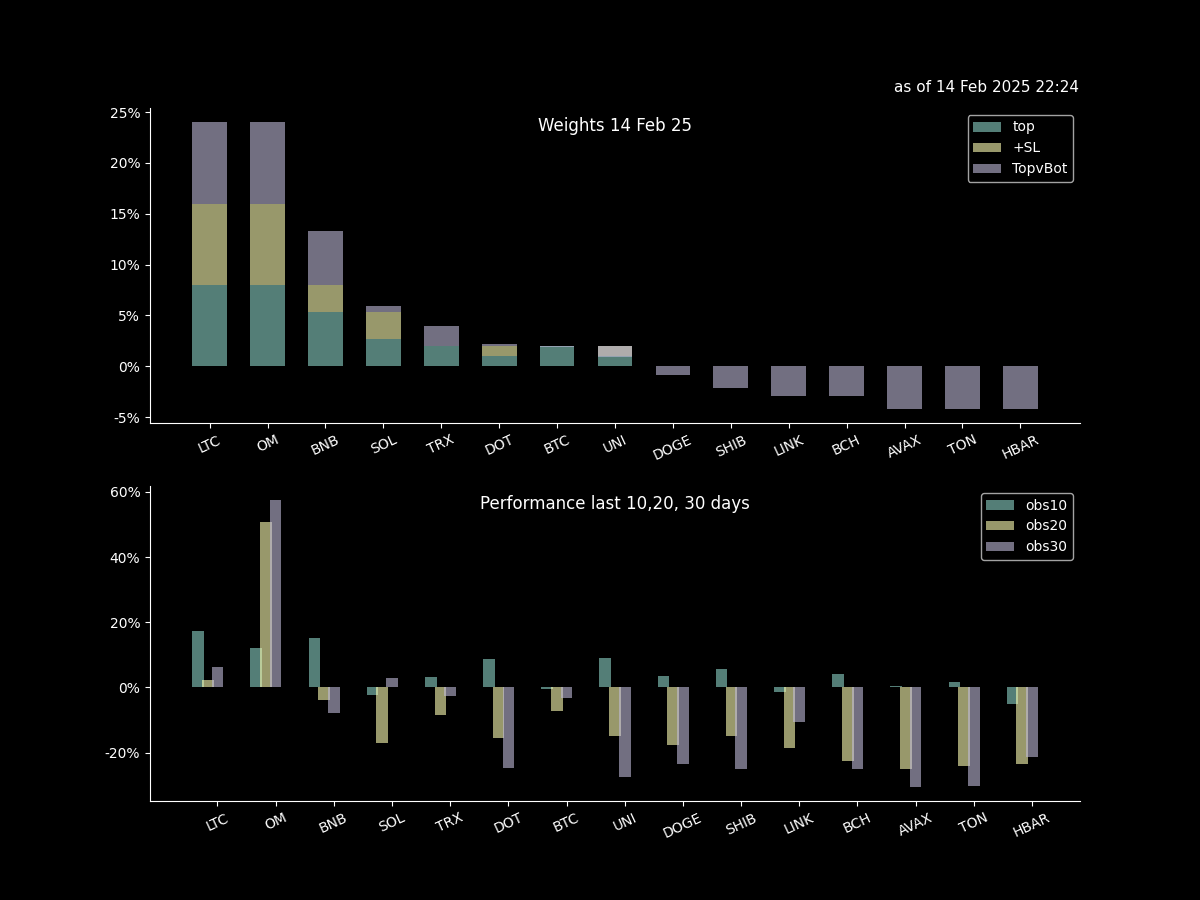 as of 14 Feb 2025 22:24
Weights 14 Feb 25
top
+SL
TopvBot
25%
20%
15%
10%
5%
0%
-5%
LTC OM BNB SOL TRX DOT BTC UNI DOGE SHIB LINK BCH AVAX TON HBAR
Performance last 10,20, 30 days
obs10
obs20
obs30
60%
40%
20%
0%
-20%
LTC OM BNB SOL TRX DOT BTC UNI DOGE SHIB LINK BCH AVAX TON HBAR